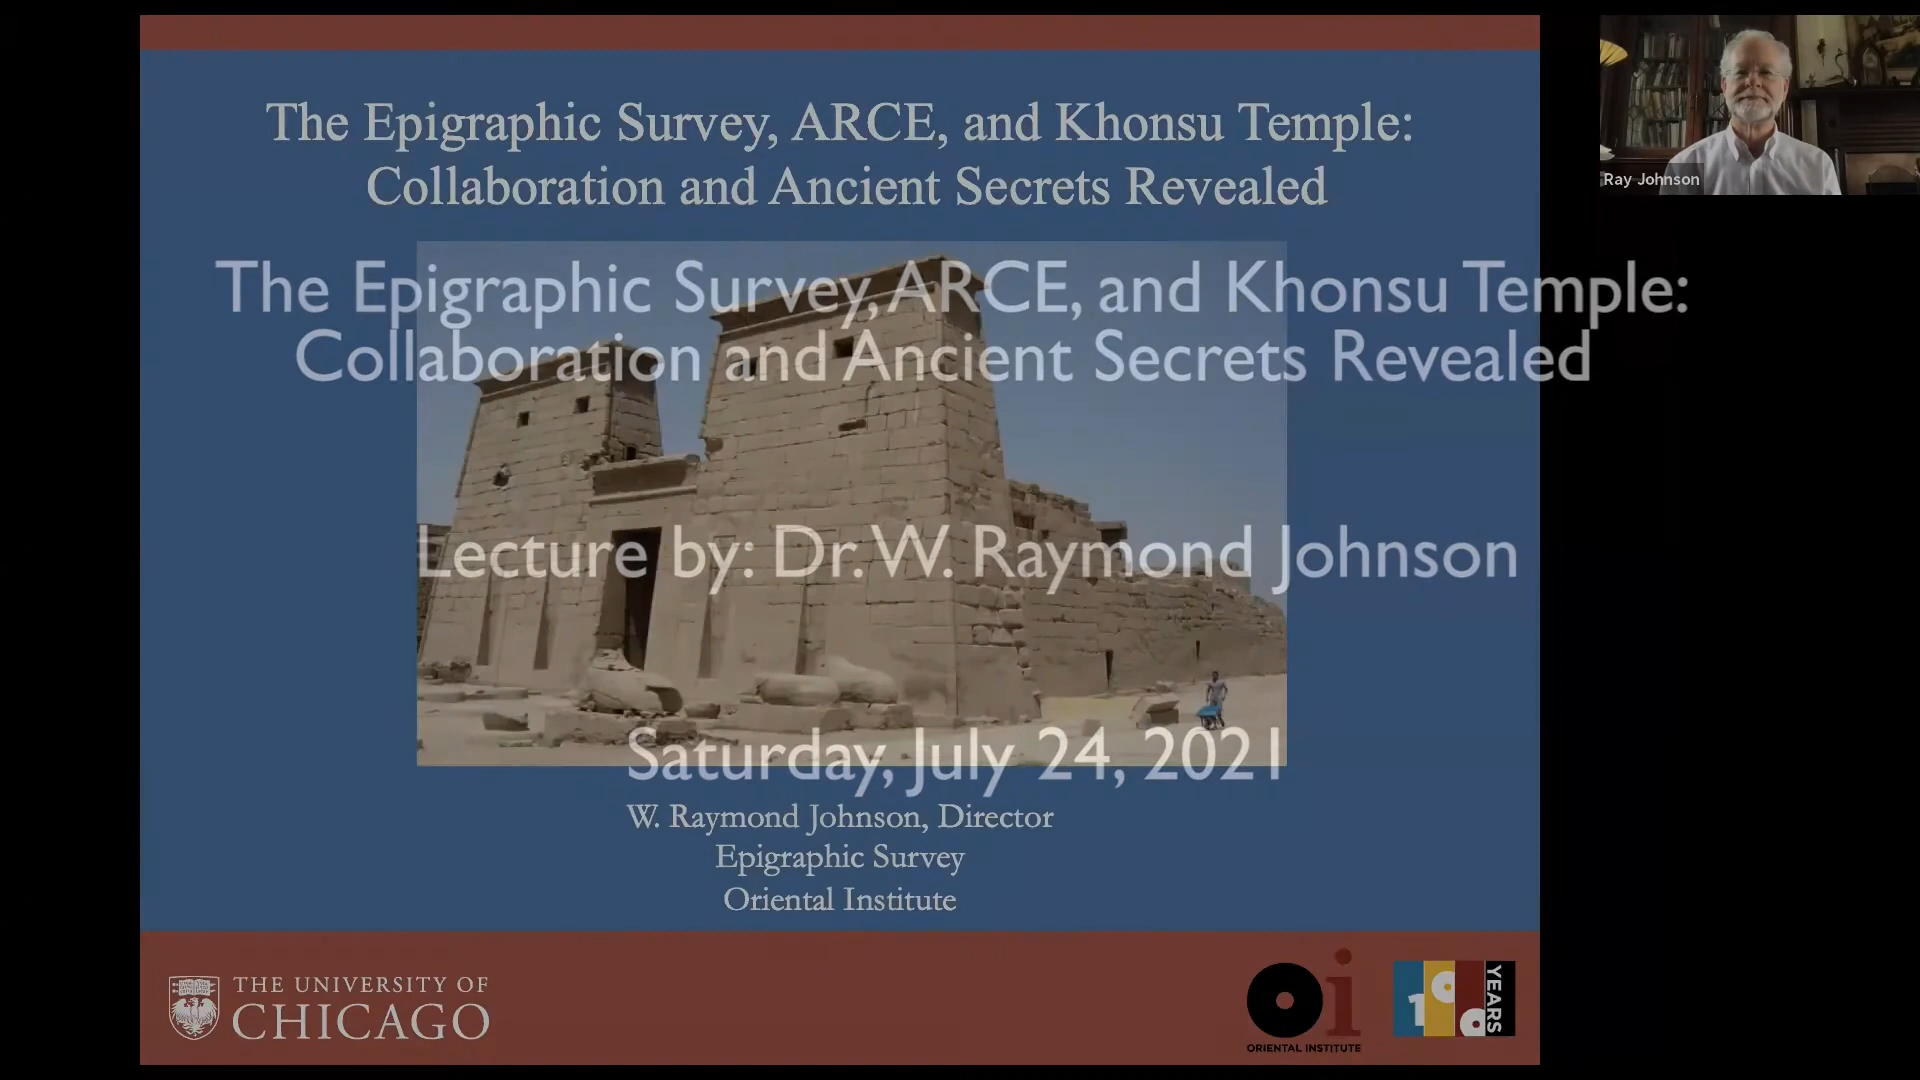 The Epigraphic Survey, ARCE, and Khonsu Temple:
Collaboration and Ancient Secrets Revealed
The Epigraphic Survey, ARCE, and Khonsu Temple:
Collaboration and Ancient Secrets Revealed
Lecture by: Dr. W. Raymond Johnson
Saturday, July 24, 2021
W. Raymond Johnson, Director
Epigraphic Survey
Oriental Institute
THE UNIVERSITY OF
CHICAGO
oi
ORIENTAL INSTITUTE
100
YEARS
Ray Johnson